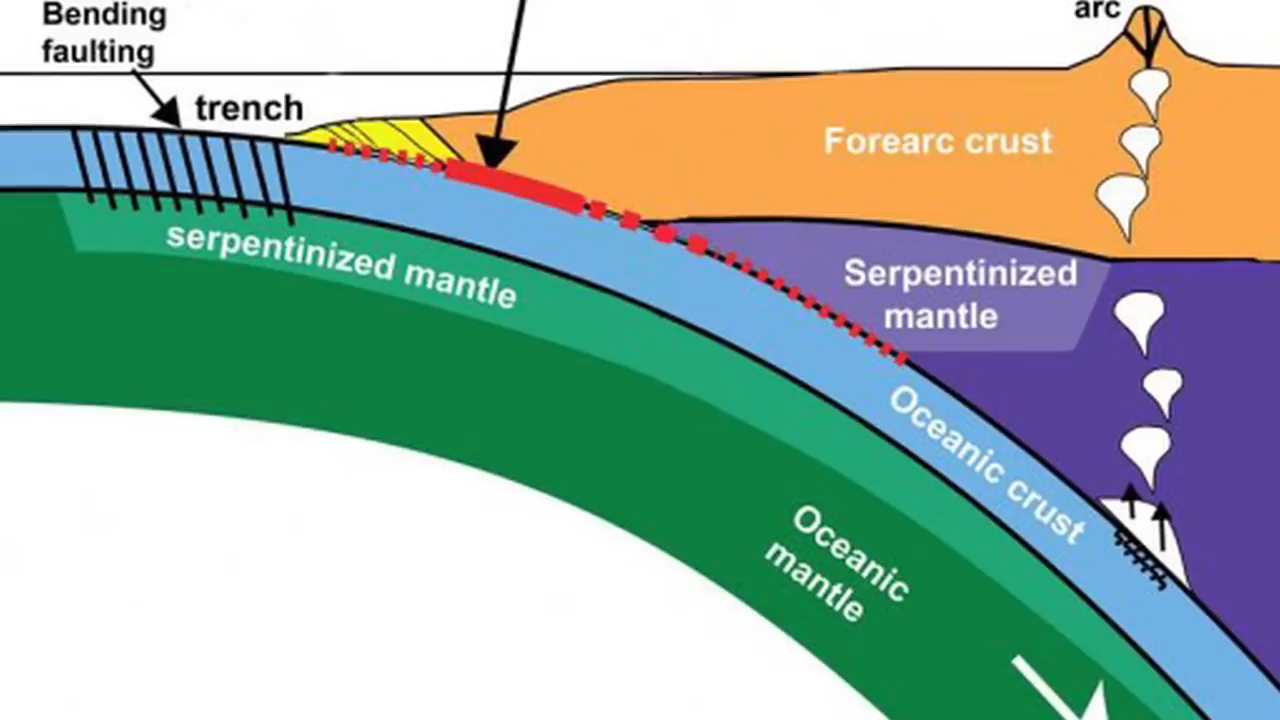 Bending
faulting
trench
arc
Forearc crust
serpentinized mantle
Serpentinized
mantle
Oceanic crust
Oceanic
mantle